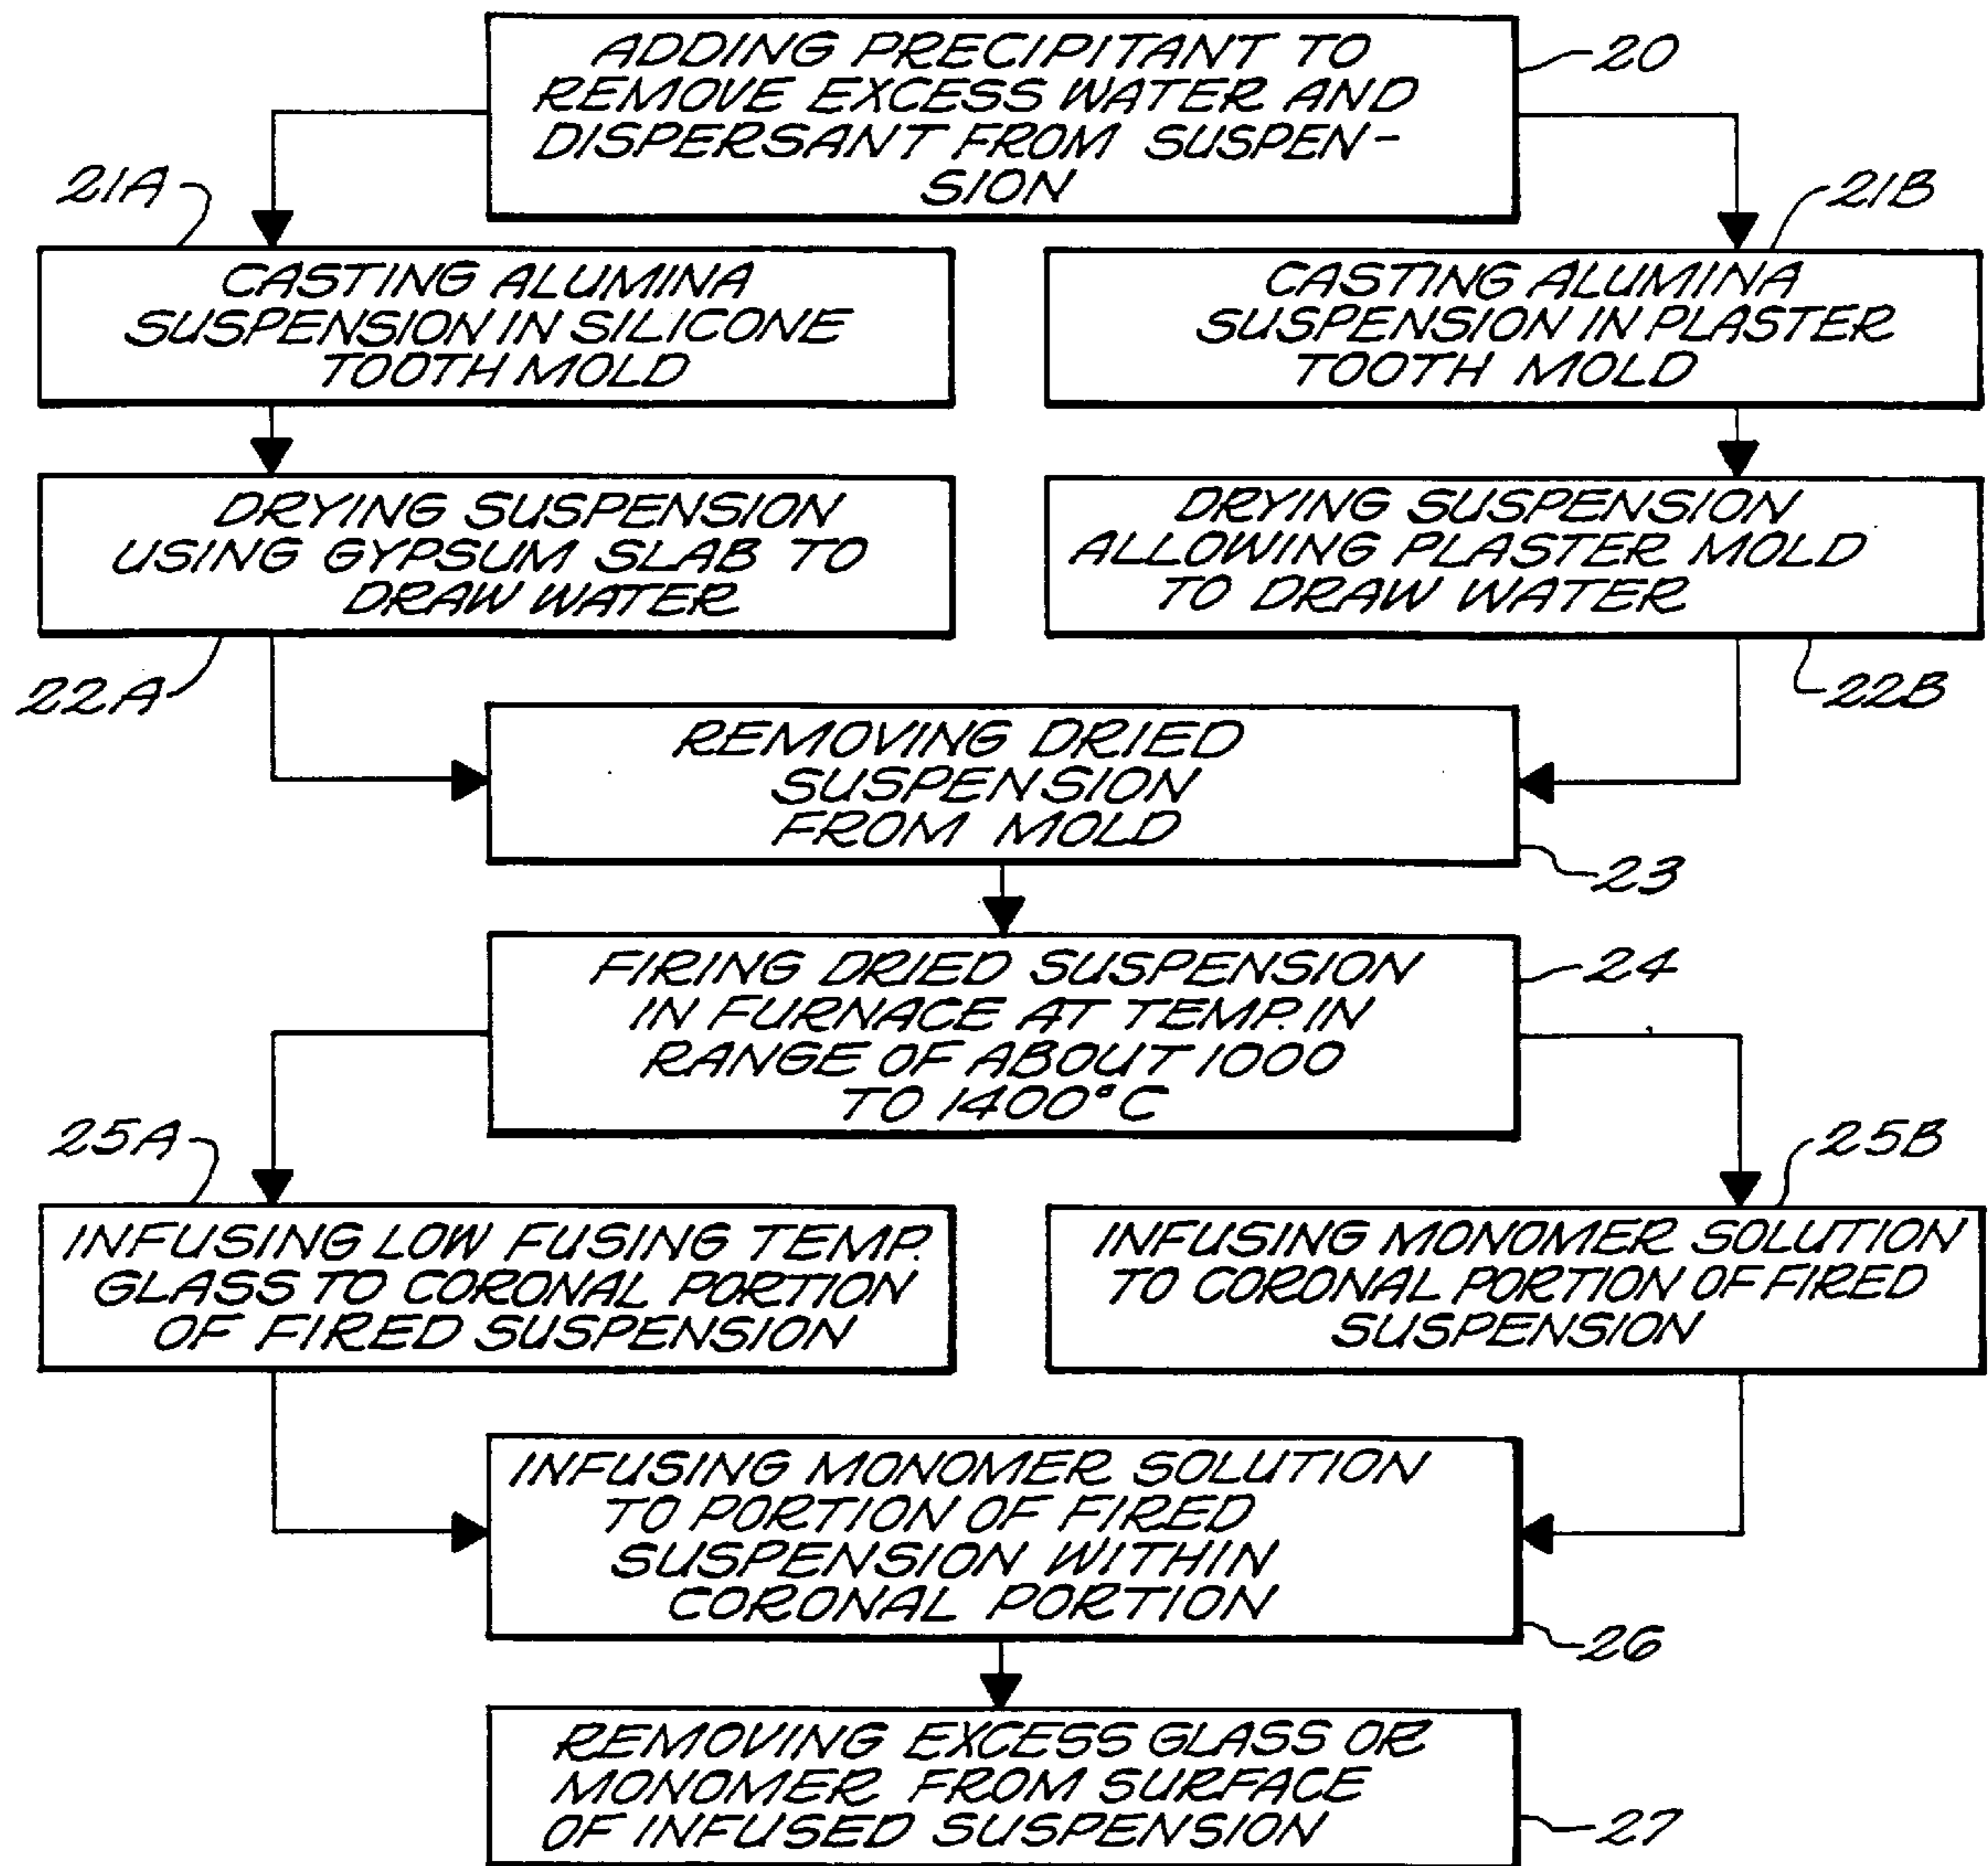 ADDING PRECIPITANT TO
REMOVE EXCESS WATER AND
DISPERSANT FROM SUSPEN-
SION
20
21A
CASTING ALUMINA
SUSPENSION IN SILICONE
TOOTH MOLD
21B
CASTING ALUMINA
SUSPENSION IN PLASTER
TOOTH MOLD
DRYING SUSPENSION
USING GYPSUM SLAB TO
DRAW WATER
22A
DRYING SUSPENSION
ALLOWING PLASTER MOLD
TO DRAW WATER
22B
REMOVING DRIED
SUSPENSION
FROM MOLD
23
FIRING DRIED SUSPENSION
IN FURNACE AT TEMP. IN
RANGE OF ABOUT 1000
TO 1400°C
24
25A
INFUSING LOW FUSING TEMP.
GLASS TO CORONAL PORTION
OF FIRED SUSPENSION
25B
INFUSING MONOMER SOLUTION
TO CORONAL PORTION OF FIRED
SUSPENSION
INFUSING MONOMER SOLUTION
TO PORTION OF FIRED
SUSPENSION WITHIN
CORONAL PORTION
26
REMOVING EXCESS GLASS OR
MONOMER FROM SURFACE
OF INFUSED SUSPENSION
27